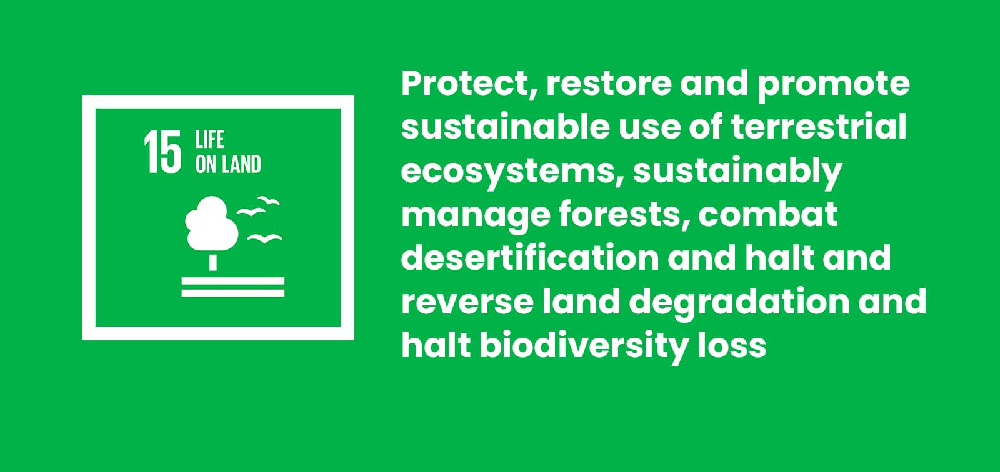 15 LIFE
ON LAND
Protect, restore and promote
sustainable use of terrestrial
ecosystems, sustainably
manage forests, combat
desertification and halt and
reverse land degradation and
halt biodiversity loss